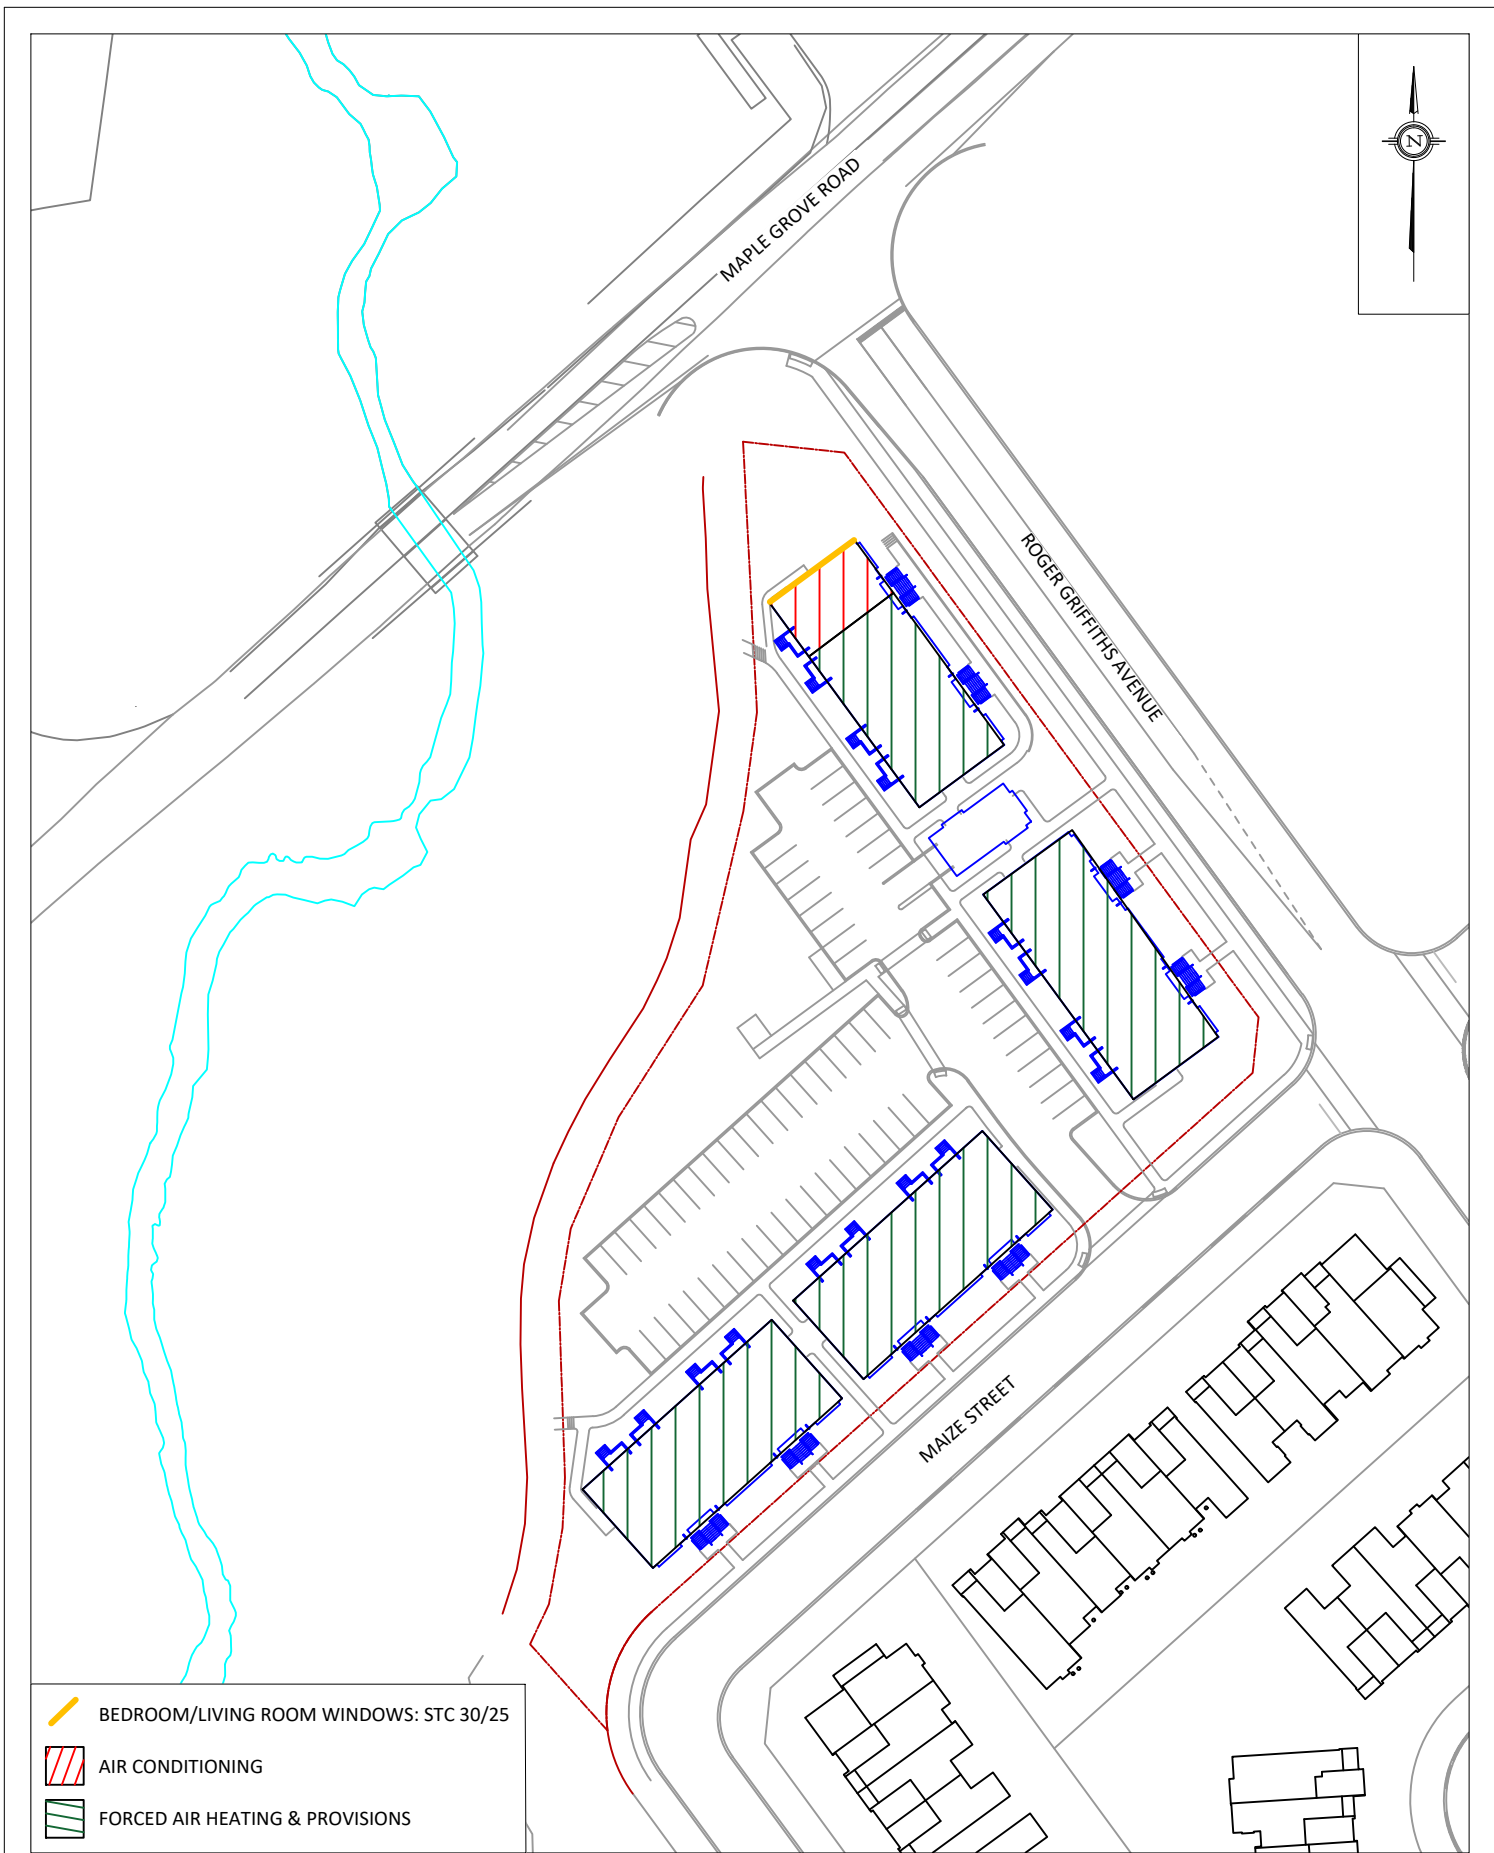 N
MAPLE GROVE ROAD
ROGER GRIFFITHS AVENUE
MAIZE STREET
BEDROOM/LIVING ROOM WINDOWS: STC 30/25
AIR CONDITIONING
FORCED AIR HEATING & PROVISIONS